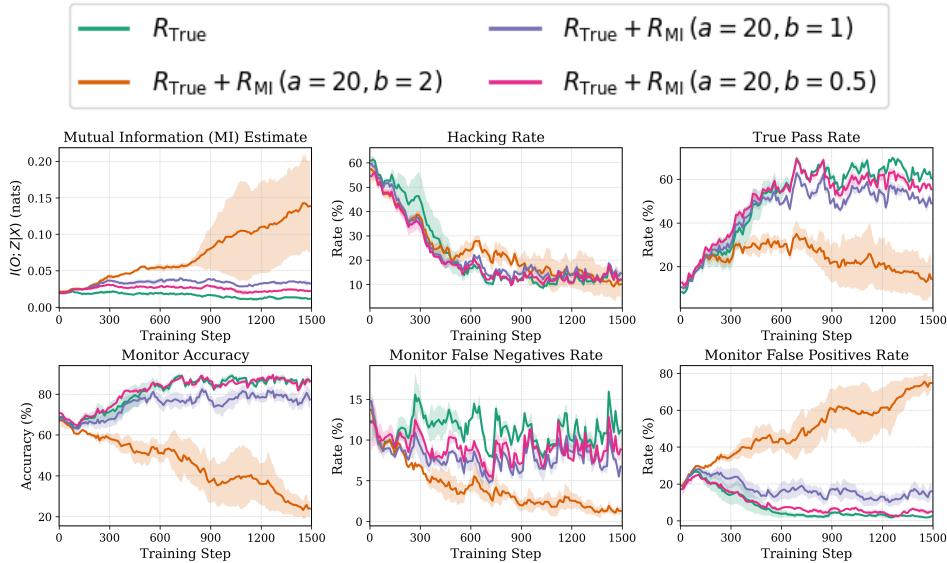 R_True
R_True + R_MI (a = 20, b = 1)
R_True + R_MI (a = 20, b = 2)
R_True + R_MI (a = 20, b = 0.5)
Mutual Information (MI) Estimate
Hacking Rate
True Pass Rate
I(O; Z|X) (nats)
0.20
0.15
0.10
0.05
0.00
0 300 600 900 1200 1500
Training Step
Rate (%)
60
50
40
30
20
10
0 300 600 900 1200 1500
Training Step
Rate (%)
60
40
20
0 300 600 900 1200 1500
Training Step
Monitor Accuracy
Monitor False Negatives Rate
Monitor False Positives Rate
Accuracy (%)
80
60
40
20
0 300 600 900 1200 1500
Training Step
Rate (%)
15
10
5
0
0 300 600 900 1200 1500
Training Step
Rate (%)
80
60
40
20
0
0 300 600 900 1200 1500
Training Step